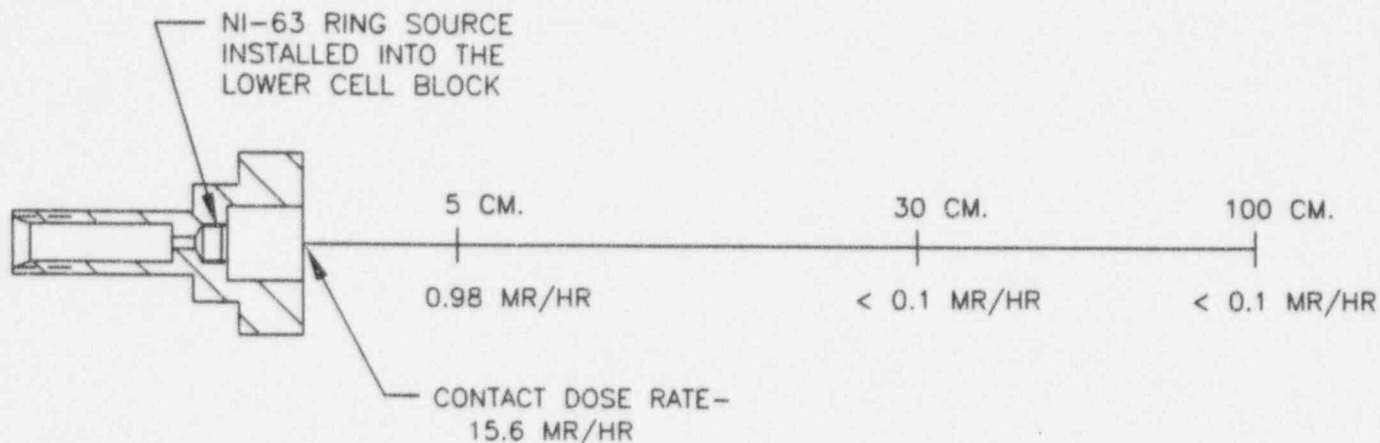 NI-63 RING SOURCE
INSTALLED INTO THE
LOWER CELL BLOCK
5 CM.
30 CM.
100 CM.
0.98 MR/HR
< 0.1 MR/HR
< 0.1 MR/HR
CONTACT DOSE RATE-
15.6 MR/HR